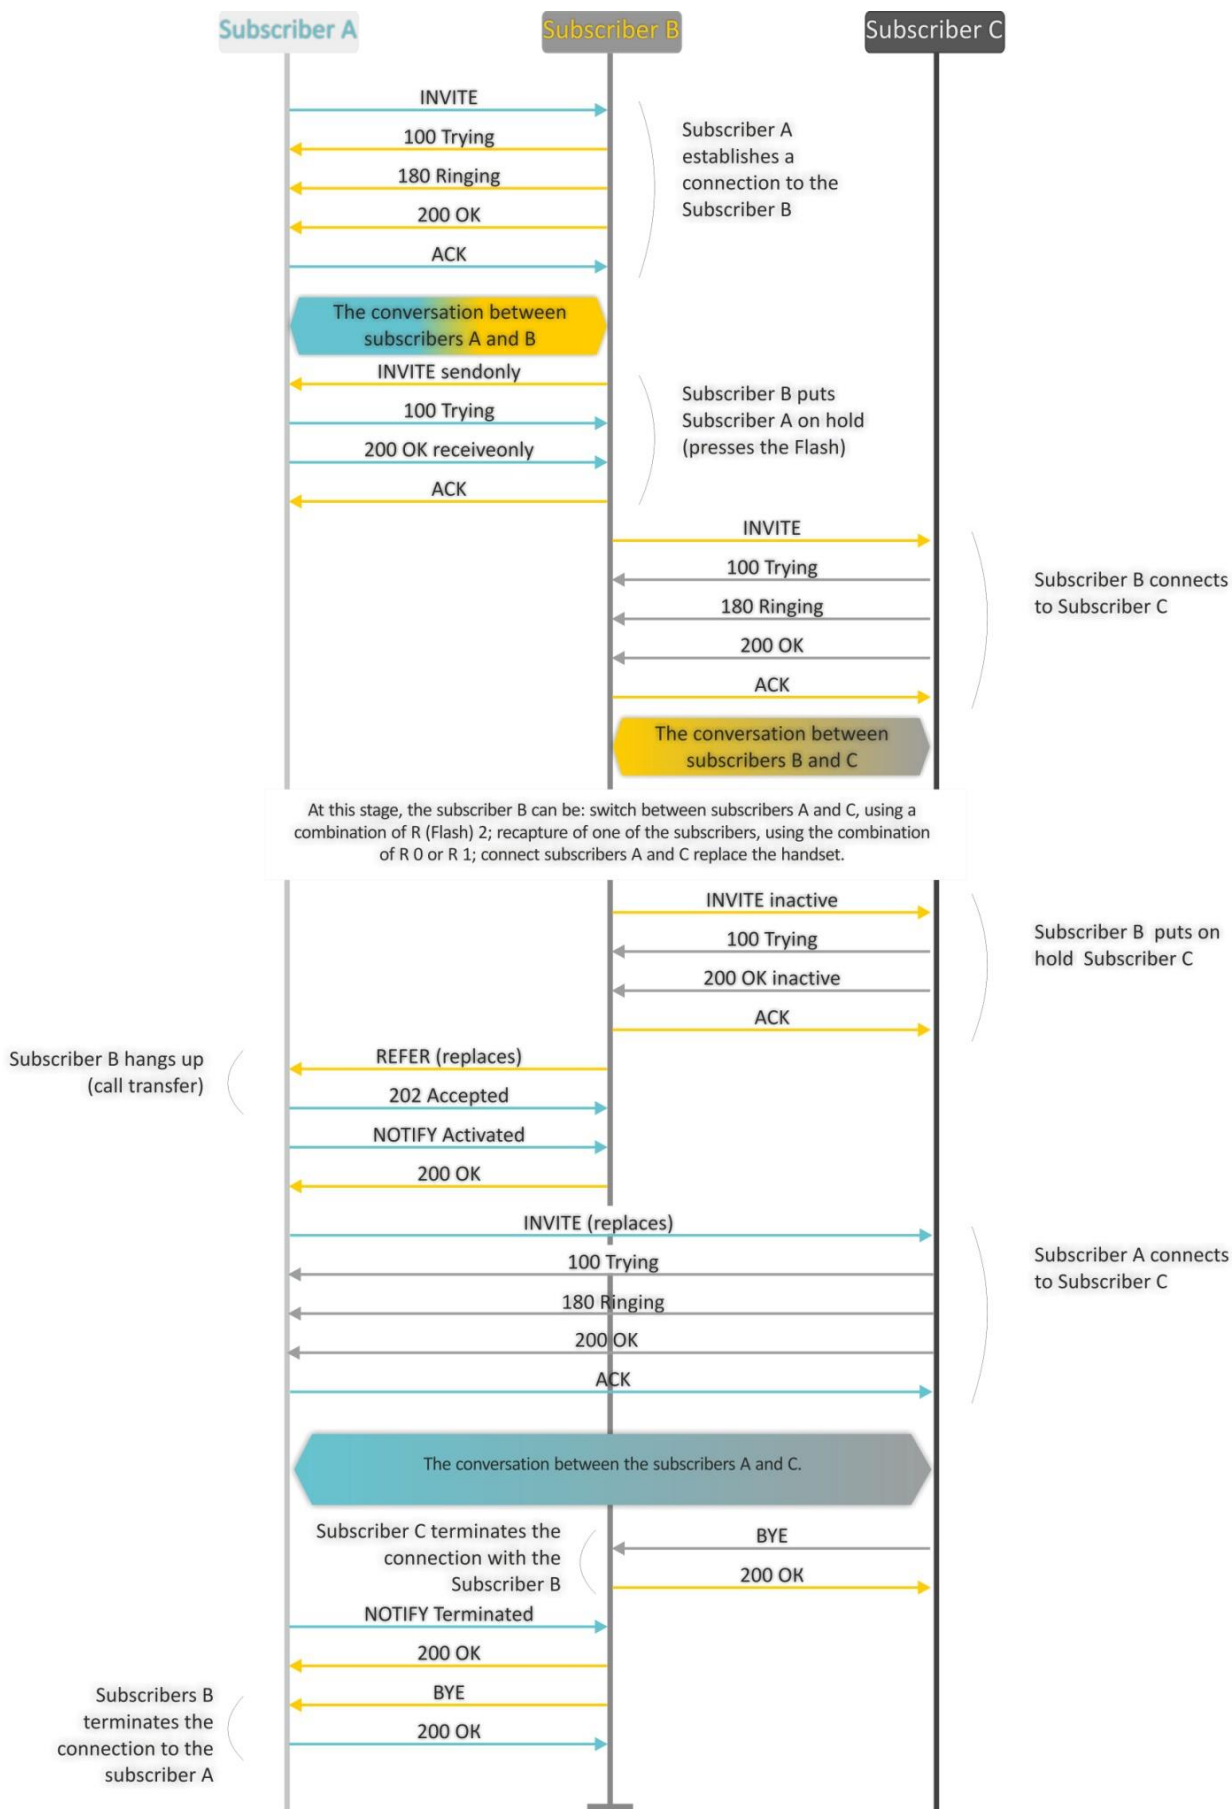 Subscriber A
Subscriber B
Subscriber C
INVITE
100 Trying
180 Ringing
200 OK
ACK
Subscriber A
establishes a
connection to the
Subscriber B
The conversation between
subscribers A and B
INVITE sendonly
100 Trying
200 OK receiveonly
ACK
Subscriber B puts
Subscriber A on hold
(presses the Flash)
INVITE
100 Trying
180 Ringing
200 OK
ACK
Subscriber B connects
to Subscriber C
The conversation between
subscribers B and C
At this stage, the subscriber B can be: switch between subscribers A and C, using a
combination of R (Flash) 2; recapture of one of the subscribers, using the combination
of R 0 or R 1; connect subscribers A and C replace the handset.
INVITE inactive
100 Trying
200 OK inactive
ACK
Subscriber B puts on
hold Subscriber C
Subscriber B hangs up
(call transfer)
REFER (replaces)
202 Accepted
NOTIFY Activated
200 OK
INVITE (replaces)
100 Trying
180 Ringing
200 OK
ACK
Subscriber A connects
to Subscriber C
The conversation between the subscribers A and C.
Subscriber C terminates the
connection with the
Subscriber B
BYE
200 OK
NOTIFY Terminated
200 OK
BYE
200 OK
Subscribers B
terminates the
connection to the
subscriber A